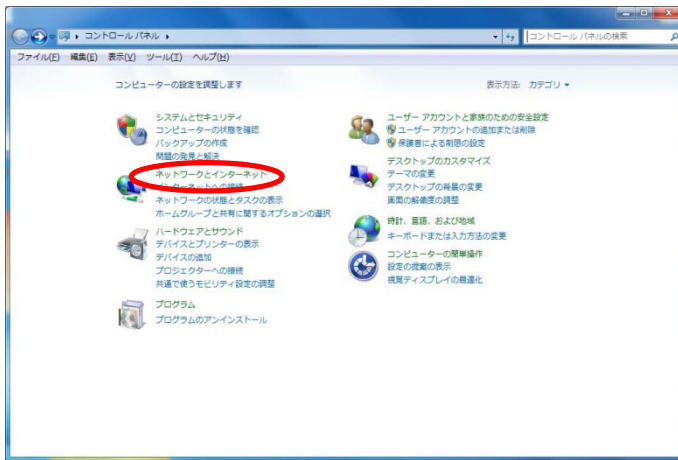 コントロール パネル
コントロール パネルの検索
ファイル(F) 編集(E) 表示(V) ツール(T) ヘルプ(H)
コンピューターの設定を調整します
表示方法: カテゴリ
システムとセキュリティ
コンピューターの状態を確認
バックアップの作成
問題の発見と解決
ネットワークとインターネット
インターネットへの接続
ネットワークの状態とタスクの表示
ホームグループと共有に関するオプションの選択
ハードウェアとサウンド
デバイスとプリンターの表示
デバイスの追加
プロジェクターへの接続
共通で使うモビリティ設定の調整
プログラム
プログラムのアンインストール
ユーザー アカウントと家族のための安全設定
ユーザー アカウントの追加または削除
保護者による制限の設定
デスクトップのカスタマイズ
テーマの変更
デスクトップの背景の変更
画面の解像度の調整
時計、言語、および地域
キーボードまたは入力方法の変更
コンピューターの簡単操作
設定の提案の表示
視覚ディスプレイの最適化